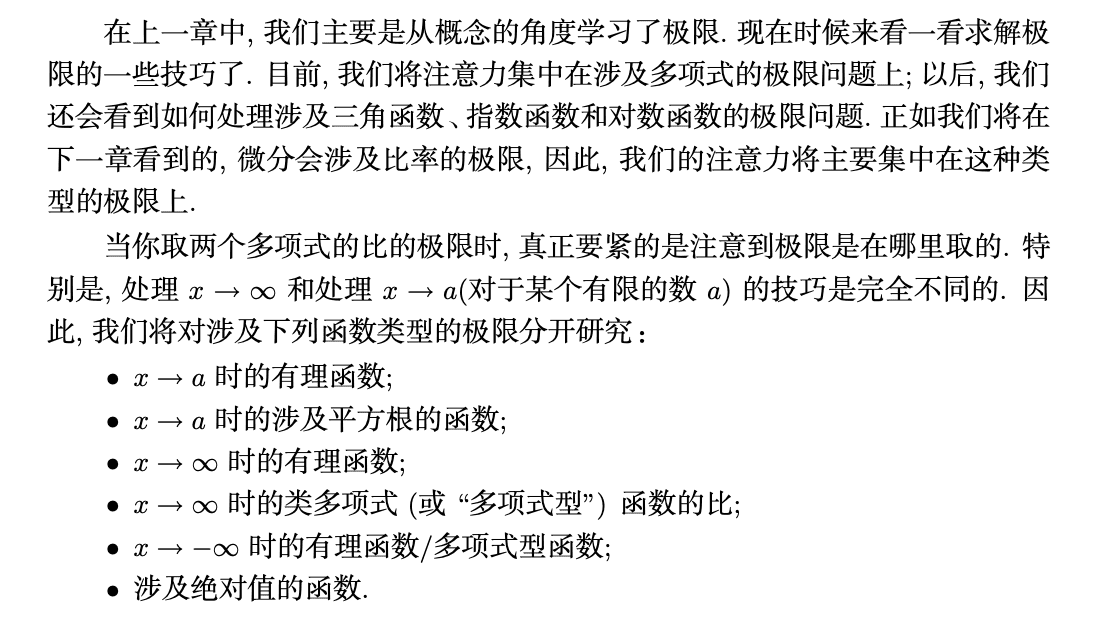 在上一章中, 我们主要是从概念的角度学习了极限. 现在时候来看一看求解极
限的一些技巧了. 目前, 我们将注意力集中在涉及多项式的极限问题上; 以后, 我们
还会看到如何处理涉及三角函数、指数函数和对数函数的极限问题. 正如我们将在
下一章看到的, 微分会涉及比率的极限, 因此, 我们的注意力将主要集中在这种类
型的极限上.
当你取两个多项式的比的极限时, 真正要紧的是注意到极限是在哪里取的. 特
别是, 处理 x → ∞ 和处理 x → a(对于某个有限的数 a) 的技巧是完全不同的. 因
此, 我们将对涉及下列函数类型的极限分开研究:
• x → a 时的有理函数;
• x → a 时的涉及平方根的函数;
• x → ∞ 时的有理函数;
• x → ∞ 时的类多项式 (或 “多项式型”) 函数的比;
• x → −∞ 时的有理函数/多项式型函数;
• 涉及绝对值的函数.